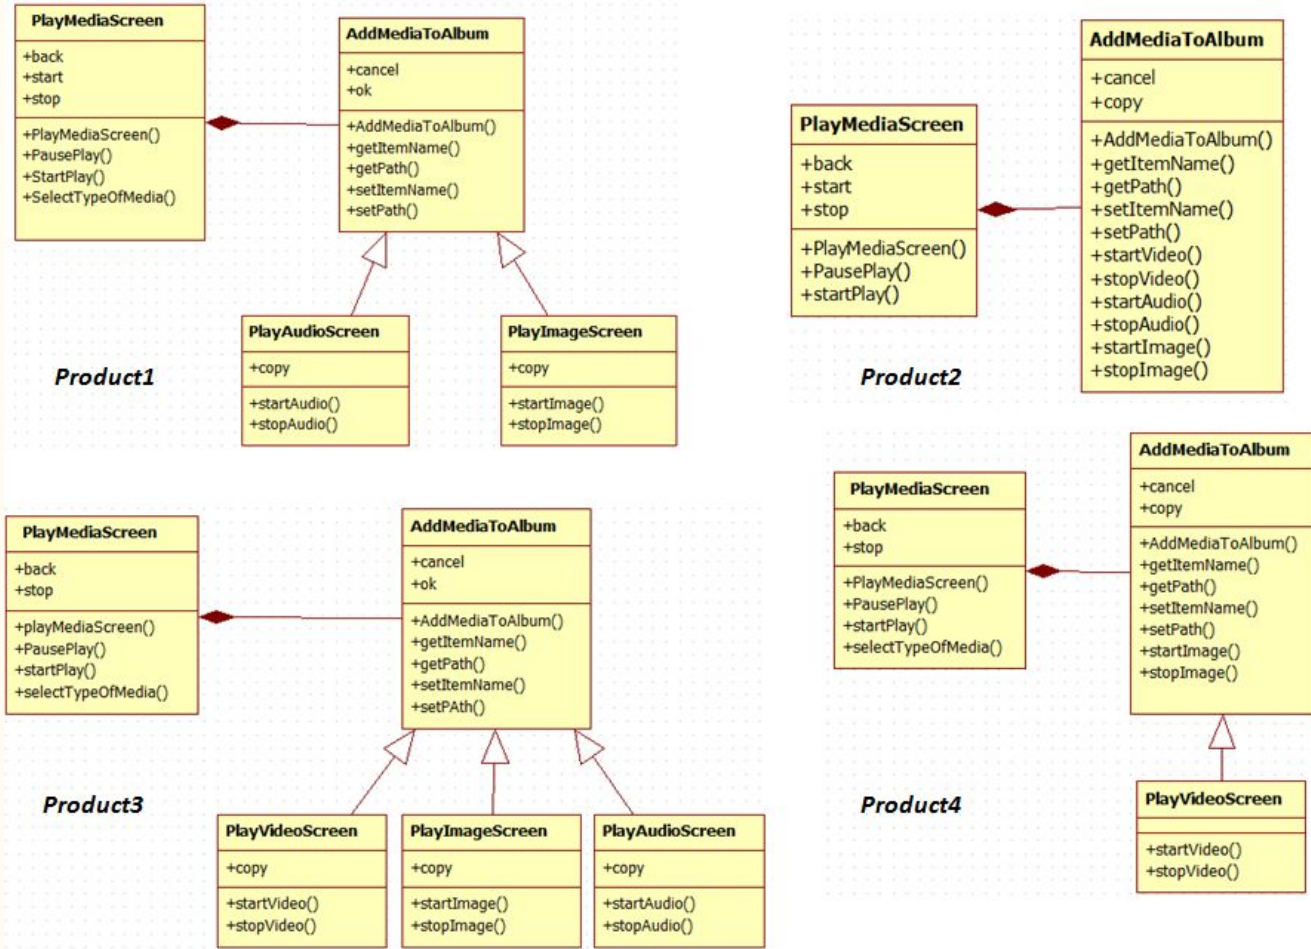 PlayMediaScreen
+back
+start
+stop
+PlayMediaScreen()
+PausePlay()
+StartPlay()
+SelectTypeOfMedia()
AddMediaToAlbum
+cancel
+ok
+AddMediaToAlbum()
+getItemName()
+getPath()
+setItemName()
+setPath()
PlayAudioScreen
+copy
+startAudio()
+stopAudio()
PlayImageScreen
+copy
+startImage()
+stopImage()
Product1
PlayMediaScreen
+back
+start
+stop
+PlayMediaScreen()
+PausePlay()
+startPlay()
AddMediaToAlbum
+cancel
+copy
+AddMediaToAlbum()
+getItemName()
+getPath()
+setItemName()
+setPath()
+startVideo()
+stopVideo()
+startAudio()
+stopAudio()
+startImage()
+stopImage()
Product2
PlayMediaScreen
+back
+stop
+playMediaScreen()
+PausePlay()
+startPlay()
+selectTypeOfMedia()
AddMediaToAlbum
+cancel
+ok
+AddMediaToAlbum()
+getItemName()
+getPath()
+setItemName()
+setPAth()
Product3
PlayVideoScreen
+copy
+startVideo()
+stopVideo()
PlayImageScreen
+copy
+startImage()
+stopImage()
PlayAudioScreen
+copy
+startAudio()
+stopAudio()
PlayMediaScreen
+back
+stop
+PlayMediaScreen()
+PausePlay()
+startPlay()
+selectTypeOfMedia()
AddMediaToAlbum
+cancel
+copy
+AddMediaToAlbum()
+getItemName()
+getPath()
+setItemName()
+setPath()
+startImage()
+stopImage()
Product4
PlayVideoScreen
+startVideo()
+stopVideo()